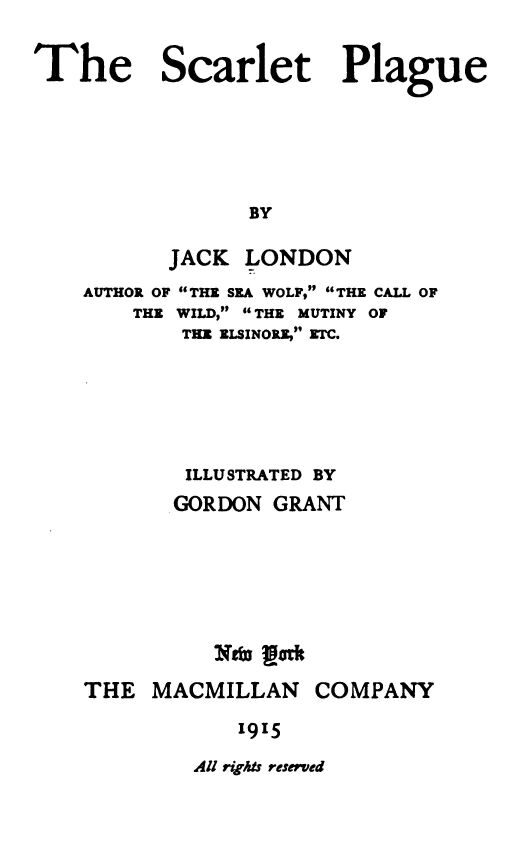 The Scarlet Plague
BY
JACK LONDON
AUTHOR OF “THE SEA WOLF,” “THE CALL OF
THE WILD,” “THE MUTINY OF
THE ELSINORE,” ETC.
ILLUSTRATED BY
GORDON GRANT
New York
THE MACMILLAN COMPANY
1915
All rights reserved